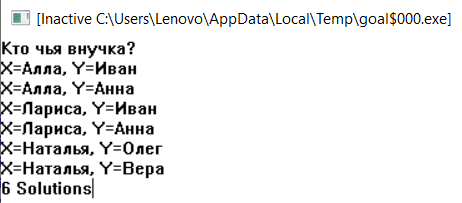 [Inactive C:\Users\Lenovo\AppData\Local\Temp\goal$000.exe]
Кто чья внучка?
X=Алла, Y=Иван
X=Алла, Y=Анна
X=Лариса, Y=Иван
X=Лариса, Y=Анна
X=Наталья, Y=Олег
X=Наталья, Y=Вера
6 Solutions